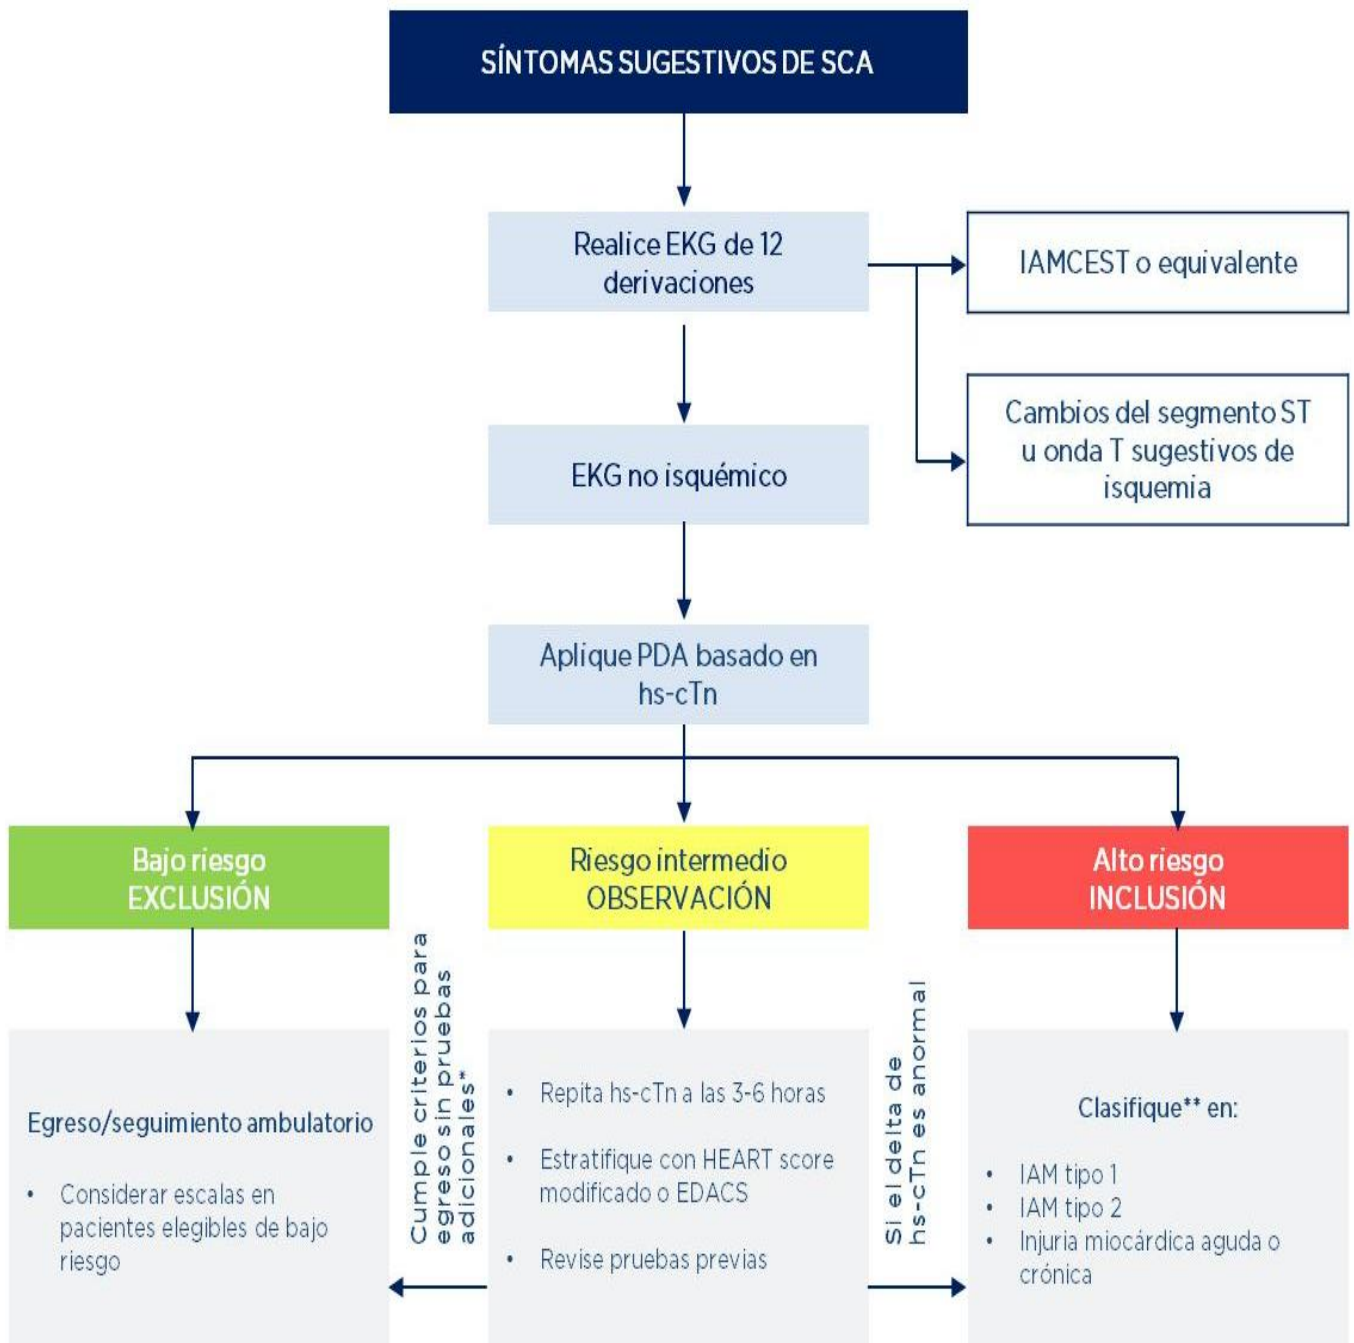 SÍNTOMAS SUGESTIVOS DE SCA
Realice EKG de 12
derivaciones
IAMCEST o equivalente
Cambios del segmento ST
u onda T sugestivos de
isquemia
EKG no isquémico
Aplique PDA basado en
hs-cTn
Bajo riesgo
EXCLUSIÓN
Riesgo intermedio
OBSERVACIÓN
Alto riesgo
INCLUSIÓN
Egreso/seguimiento ambulatorio
• Considerar escalas en
pacientes elegibles de bajo
riesgo
Cumple criterios para
egreso sin pruebas
adicionales*
• Repita hs-cTn a las 3-6 horas
• Estratifique con HEART score
modificado o EDACS
• Revise pruebas previas
Si el delta de
hs-cTn es anormal
Clasifique** en:
• IAM tipo 1
• IAM tipo 2
• Injuria miocárdica aguda o
crónica